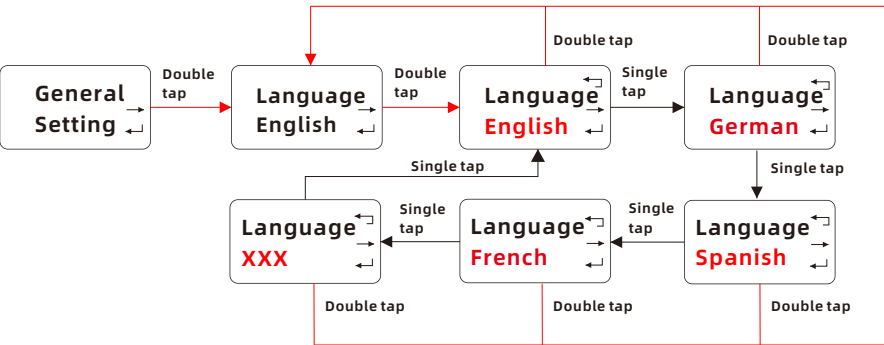 Double tap
Double tap
General
Setting
Double
tap
Language
English
Double
tap
Language
English
Single
tap
Language
German
Single tap
Single tap
Language
XXX
Single
tap
Language
French
Single
tap
Language
Spanish
Double tap
Double tap
Double tap